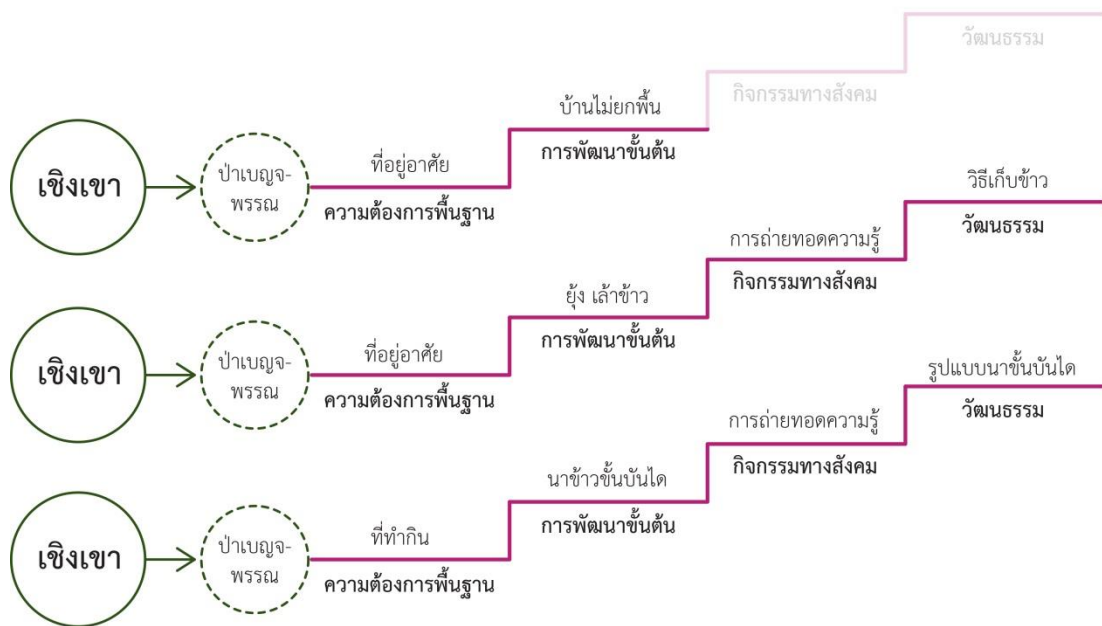 วัฒนธรรม
กิจกรรมทางสังคม
บ้านไม่ยกพื้น
การพัฒนาขั้นต้น
ที่อยู่อาศัย
ความต้องการพื้นฐาน
ป่าเบญจ-
พรรณ
เชิงเขา
วิธีเก็บข้าว
วัฒนธรรม
การถ่ายทอดความรู้
กิจกรรมทางสังคม
ยุ้ง เล้าข้าว
การพัฒนาขั้นต้น
ที่อยู่อาศัย
ความต้องการพื้นฐาน
ป่าเบญจ-
พรรณ
เชิงเขา
รูปแบบนาขั้นบันได
วัฒนธรรม
การถ่ายทอดความรู้
กิจกรรมทางสังคม
นาข้าวขั้นบันได
การพัฒนาขั้นต้น
ที่ทำกิน
ความต้องการพื้นฐาน
ป่าเบญจ-
พรรณ
เชิงเขา